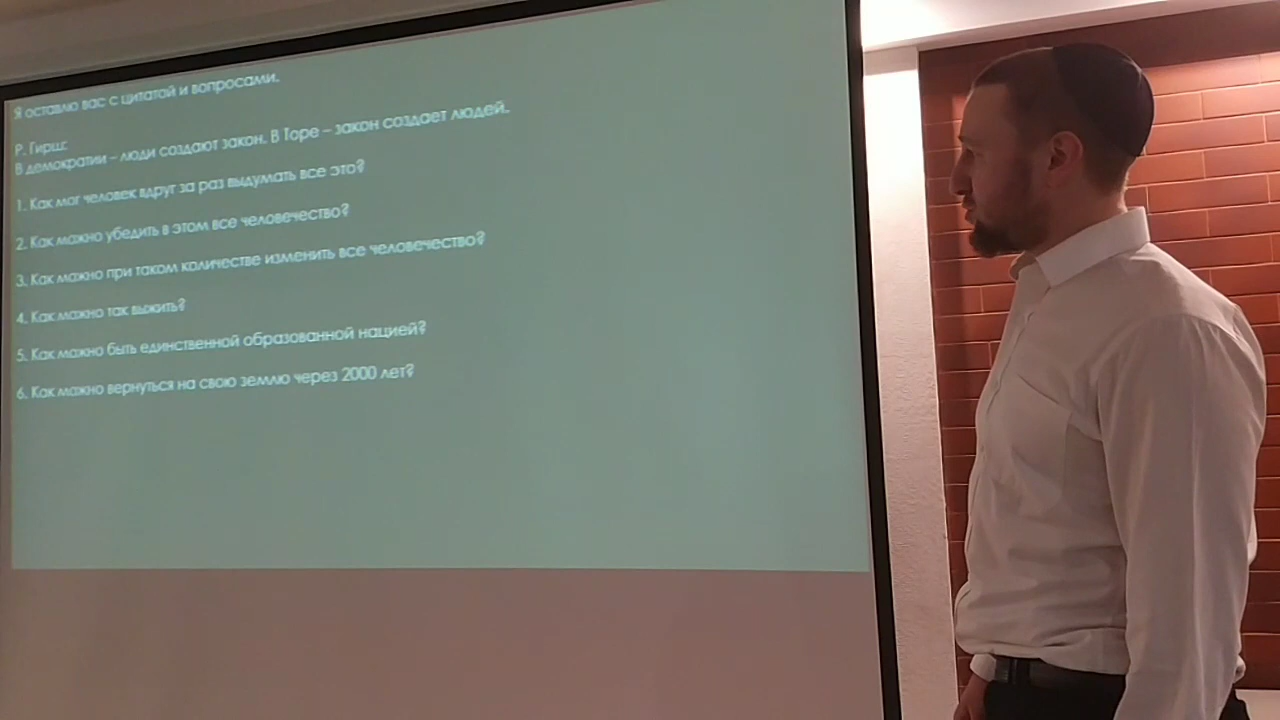 Я оставлю вас с цитатой и вопросами.
Р. Гирш:
В демократии – люди создают закон. В Торе – закон создает людей.
1. Как мог человек вдруг за раз выдумать все это?
2. Как можно убедить в этом все человечество?
3. Как можно при таком количестве изменить все человечество?
4. Как можно так выжить?
5. Как можно быть единственной образованной нацией?
6. Как можно вернуться на свою землю через 2000 лет?